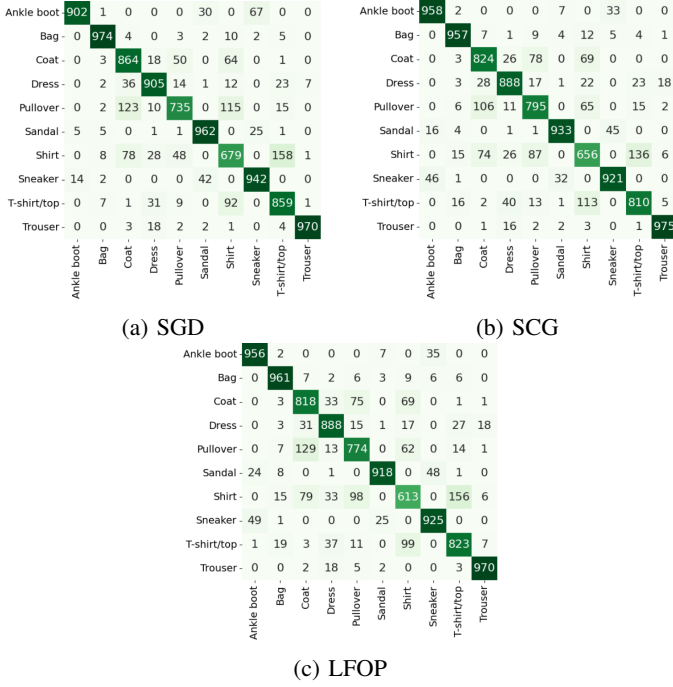 Ankle boot 902 1 0 0 0 30 0 67 0 0
Bag 0 974 4 0 3 2 10 2 5 0
Coat 0 3 864 18 50 0 64 0 1 0
Dress 0 2 36 905 14 1 12 0 23 7
Pullover 0 2 123 10 735 0 115 0 15 0
Sandal 5 5 0 1 1 962 0 25 1 0
Shirt 0 8 78 28 48 0 679 0 158 1
Sneaker 14 2 0 0 0 42 0 942 0 0
T-shirt/top 0 7 1 31 9 0 92 0 859 1
Trouser 0 0 3 18 2 2 1 0 4 970
Ankle boot Bag Coat Dress Pullover Sandal Shirt Sneaker T-shirt/top Trouser
(a) SGD
Ankle boot 958 2 0 0 0 7 0 33 0 0
Bag 0 957 7 1 9 4 12 5 4 1
Coat 0 3 824 26 78 0 69 0 0 0
Dress 0 3 28 888 17 1 22 0 23 18
Pullover 0 6 106 11 795 0 65 0 15 2
Sandal 16 4 0 0 1 933 0 45 1 0
Shirt 0 15 74 26 87 0 656 0 136 6
Sneaker 46 1 0 0 0 32 0 921 0 0
T-shirt/top 0 16 2 40 13 1 113 0 810 5
Trouser 0 0 1 16 2 2 3 0 1 975
Ankle boot Bag Coat Dress Pullover Sandal Shirt Sneaker T-shirt/top Trouser
(b) SCG
Ankle boot 956 2 0 0 0 7 0 35 0 0
Bag 0 961 7 2 6 3 9 6 6 0
Coat 0 3 818 33 75 0 69 0 1 1
Dress 0 3 31 888 15 1 17 0 27 18
Pullover 0 7 129 13 774 0 62 0 14 1
Sandal 24 8 0 1 0 918 0 48 1 0
Shirt 0 15 79 33 98 0 613 0 156 6
Sneaker 49 1 0 0 0 25 0 925 0 0
T-shirt/top 1 19 3 37 11 0 99 0 823 7
Trouser 0 0 2 18 5 2 0 0 3 970
Ankle boot Bag Coat Dress Pullover Sandal Shirt Sneaker T-shirt/top Trouser
(c) LFOP